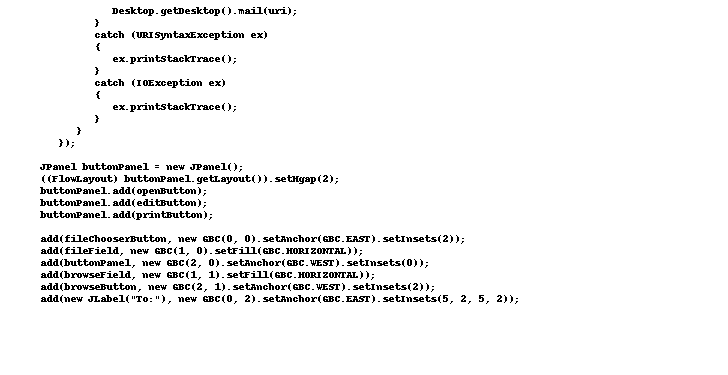 Desktop.getDesktop().mail(uri);
}
catch (URISyntaxException ex)
{
ex.printStackTrace();
}
catch (IOException ex)
{
ex.printStackTrace();
}
}
});
JPanel buttonPanel = new JPanel();
((FlowLayout) buttonPanel.getLayout()).setHgap(2);
buttonPanel.add(openButton);
buttonPanel.add(editButton);
buttonPanel.add(printButton);
add(fileChooserButton, new GBC(0, 0).setAnchor(GBC.EAST).setInsets(2));
add(fileField, new GBC(1, 0).setFill(GBC.HORIZONTAL));
add(buttonPanel, new GBC(2, 0).setAnchor(GBC.WEST).setInsets(0));
add(browseField, new GBC(1, 1).setFill(GBC.HORIZONTAL));
add(browseButton, new GBC(2, 1).setAnchor(GBC.WEST).setInsets(2));
add(new JLabel("To:"), new GBC(0, 2).setAnchor(GBC.EAST).setInsets(5, 2, 5, 2));